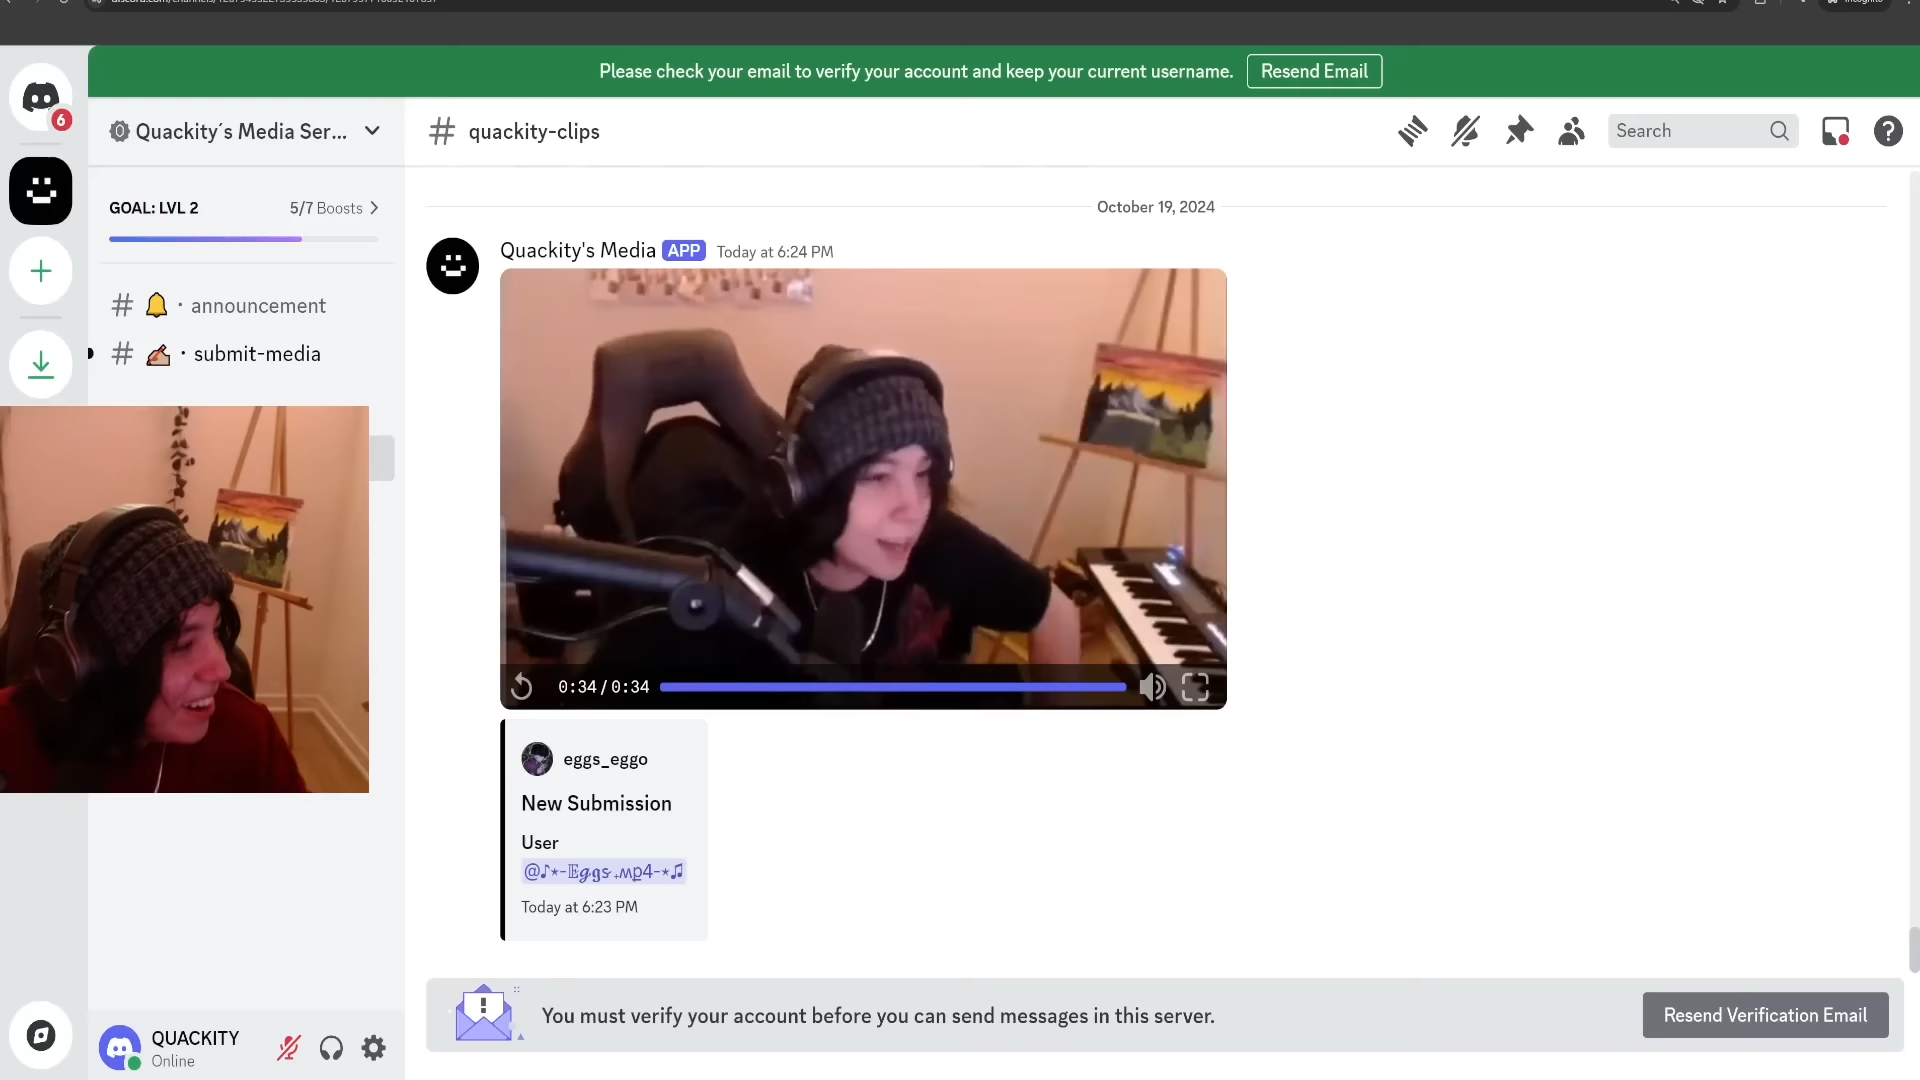 Incognito
Please check your email to verify your account and keep your current username.
Resend Email
6
Quackity´s Media Ser...
quackity-clips
Search
GOAL: LVL 2
5/7 Boosts
October 19, 2024
Quackity's Media APP Today at 6:24 PM
announcement
submit-media
0:34/0:34
eggs_eggo
New Submission
User
@♪⋆-𝔼𝓰𝓰𝓼.ʍp4-⋆♫
Today at 6:23 PM
You must verify your account before you can send messages in this server.
Resend Verification Email
QUACKITY
Online